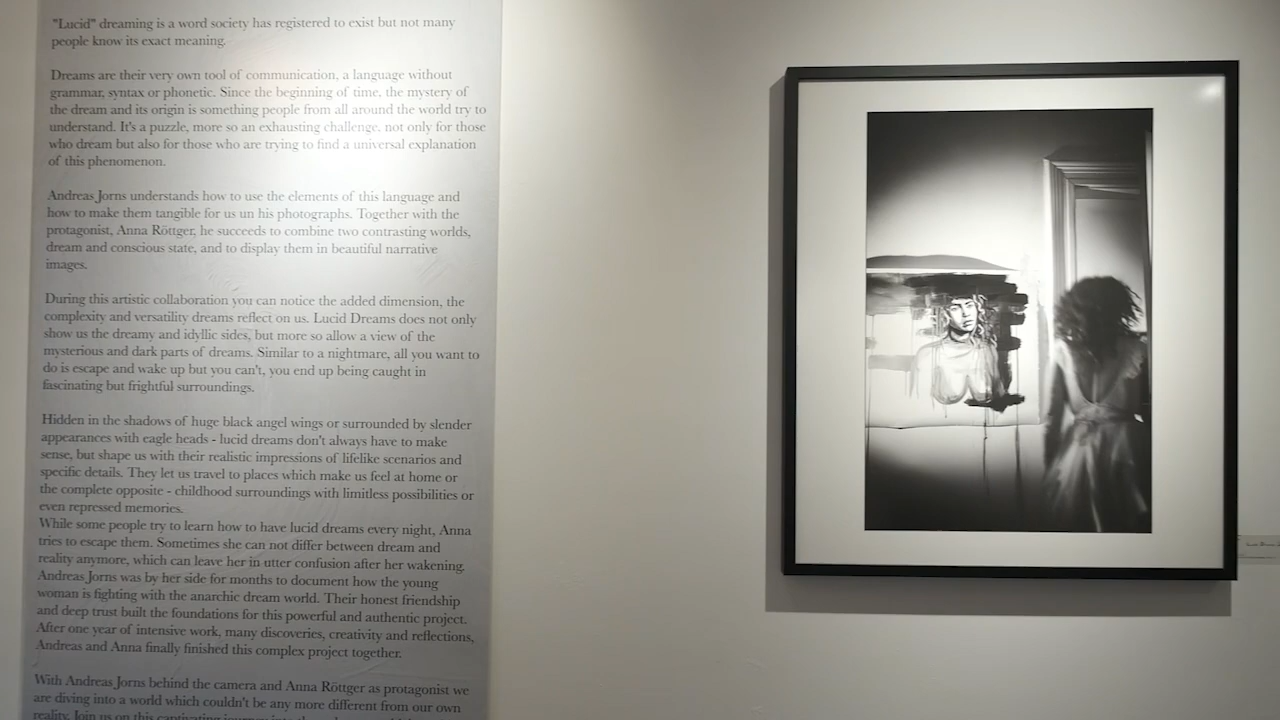 "Lucid" dreaming is a word society has registered to exist but not many
people know its exact meaning.
Dreams are their very own tool of communication, a language without
grammar, syntax or phonetic. Since the beginning of time, the mystery of
the dream and its origin is something people from all around the world try to
understand. It's a puzzle, more so an exhausting challenge, not only for those
who dream but also for those who are trying to find a universal explanation
of this phenomenon.
Andreas Jorns understands how to use the elements of this language and
how to make them tangible for us un his photographs. Together with the
protagonist, Anna Röttger, he succeeds to combine two contrasting worlds,
dream and conscious state, and to display them in beautiful narrative
images.
During this artistic collaboration you can notice the added dimension, the
complexity and versatility dreams reflect on us. Lucid Dreams does not only
show us the dreamy and idyllic sides, but more so allow a view of the
mysterious and dark parts of dreams. Similar to a nightmare, all you want to
do is escape and wake up but you can't, you end up being caught in
fascinating but frightful surroundings.
Hidden in the shadows of huge black angel wings or surrounded by slender
appearances with eagle heads - lucid dreams don't always have to make
sense, but shape us with their realistic impressions of lifelike scenarios and
specific details. They let us travel to places which make us feel at home or
the complete opposite - childhood surroundings with limitless possibilities or
even repressed memories.
While some people try to learn how to have lucid dreams every night, Anna
tries to escape them. Sometimes she can not differ between dream and
reality anymore, which can leave her in utter confusion after her wakening.
Andreas Jorns was by her side for months to document how the young
woman is fighting with the anarchic dream world. Their honest friendship
and deep trust built the foundations for this powerful and authentic project.
After one year of intensive work, many discoveries, creativity and reflections,
Andreas and Anna finally finished this complex project together.
With Andreas Jorns behind the camera and Anna Röttger as protagonist we
are diving into a world which couldn't be any more different from our own
reality. Join us on this captivating journey